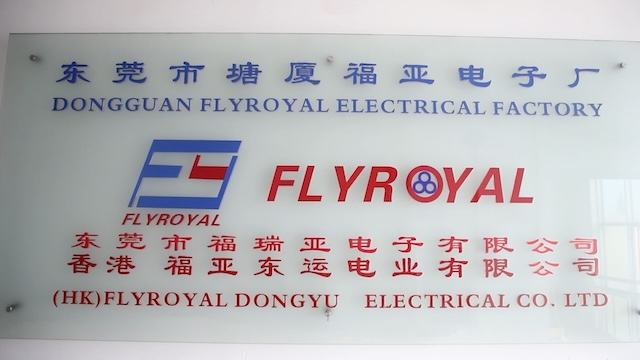 东莞市塘厦福亚电子厂
DONGGUAN FLYROYAL ELECTRICAL FACTORY
FLYROYAL
FLYROYAL
东莞市福瑞亚电子有限公司
香港 福亚东运电业有限公司
(HK)FLYROYAL DONGYU ELECTRICAL CO. LTD